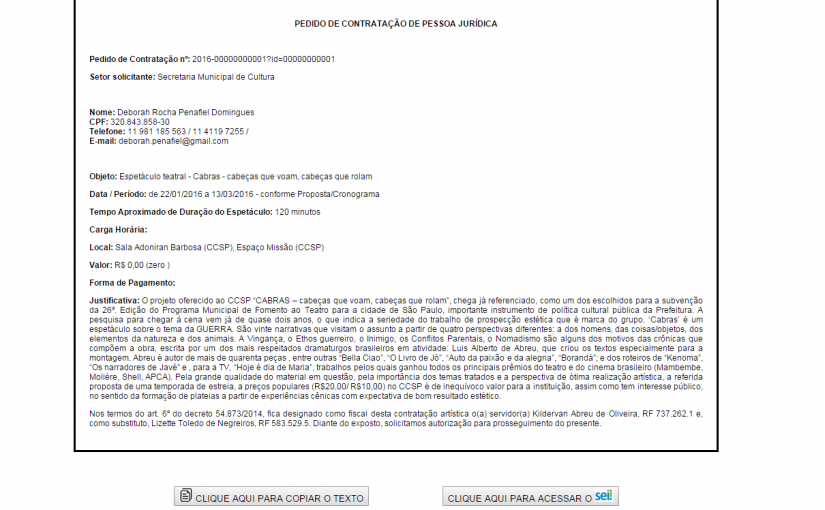 PEDIDO DE CONTRATAÇÃO DE PESSOA JURÍDICA
Pedido de Contratação nº: 2016-00000000001?id=00000000001
Setor solicitante: Secretaria Municipal de Cultura
Nome: Deborah Rocha Penafiel Domingues
CPF: 320.843.858-30
Telefone: 11 981 185 563 / 11 4119 7255 /
E-mail: deborah.penafiel@gmail.com
Objeto: Espetáculo teatral - Cabras - cabeças que voam, cabeças que rolam
Data / Período: de 22/01/2016 a 13/03/2016 - conforme Proposta/Cronograma
Tempo Aproximado de Duração do Espetáculo: 120 minutos
Carga Horária:
Local: Sala Adoniran Barbosa (CCSP), Espaço Missão (CCSP)
Valor: R$ 0,00 (zero )
Forma de Pagamento:
Justificativa: O projeto oferecido ao CCSP “CABRAS – cabeças que voam, cabeças que rolam”, chega já referenciado, como um dos escolhidos para a subvenção
da 26ª. Edição do Programa Municipal de Fomento ao Teatro para a cidade de São Paulo, importante instrumento de política cultural pública da Prefeitura. A
pesquisa para chegar á cena vem já de quase dois anos, o que indica a seriedade do trabalho de prospecção estética que é marca do grupo. ‘Cabras’ é um
espetáculo sobre o tema da GUERRA. São vinte narrativas que visitam o assunto a partir de quatro perspectivas diferentes: a dos homens, das coisas/objetos, dos
elementos da natureza e dos animais. A Vingança, o Ethos guerreiro, o Inimigo, os Conflitos Parentais, o Nomadismo são alguns dos motivos das crônicas que
compõem a obra, escrita por um dos mais respeitados dramaturgos brasileiros em atividade: Luis Alberto de Abreu, que criou os textos especialmente para a
montagem. Abreu é autor de mais de quarenta peças , entre outras “Bella Ciao”, “O Livro de Jó”, “Auto da paixão e da alegria”, “Borandá”; e dos roteiros de “Kenoma”,
“Os narradores de Javé” e , para a TV, “Hoje é dia de Maria”, trabalhos pelos quais ganhou todos os principais prêmios do teatro e do cinema brasileiro (Mambembe,
Molière, Shell, APCA). Pela grande qualidade do material em questão, pela importância dos temas tratados e a perspectiva de ótima realização artística, a referida
proposta de uma temporada de estreia, a preços populares (R$20,00/ R$10,00) no CCSP é de inequívoco valor para a instituição, assim como tem interesse público,
no sentido da formação de plateias a partir de experiências cênicas com expectativa de bom resultado estético.
Nos termos do art. 6º do decreto 54.873/2014, fica designado como fiscal desta contratação artística o(a) servidor(a) Kildervan Abreu de Oliveira, RF 737.262.1 e,
como substituto, Lizette Toledo de Negreiros, RF 583.529.5. Diante do exposto, solicitamos autorização para prosseguimento do presente.
CLIQUE AQUI PARA COPIAR O TEXTO
CLIQUE AQUI PARA ACESSAR O sei!